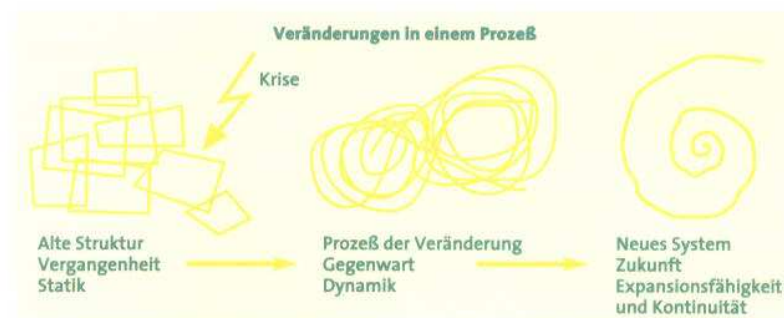 Veränderungen in einem Prozeß
Krise
Alte Struktur
Vergangenheit
Statik
Prozeß der Veränderung
Gegenwart
Dynamik
Neues System
Zukunft
Expansionsfähigkeit
und Kontinuität